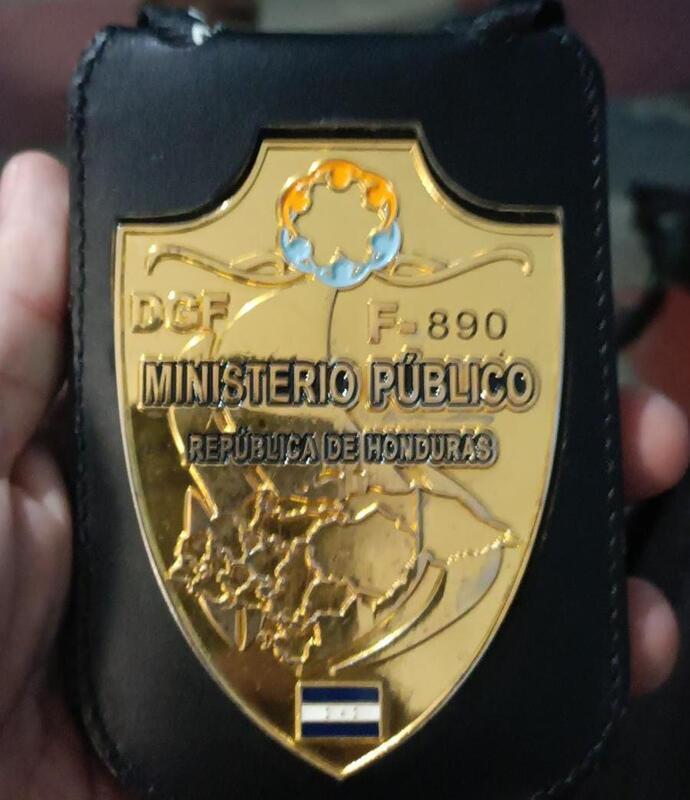 DGF F-890
MINISTERIO PÚBLICO
REPÚBLICA DE HONDURAS